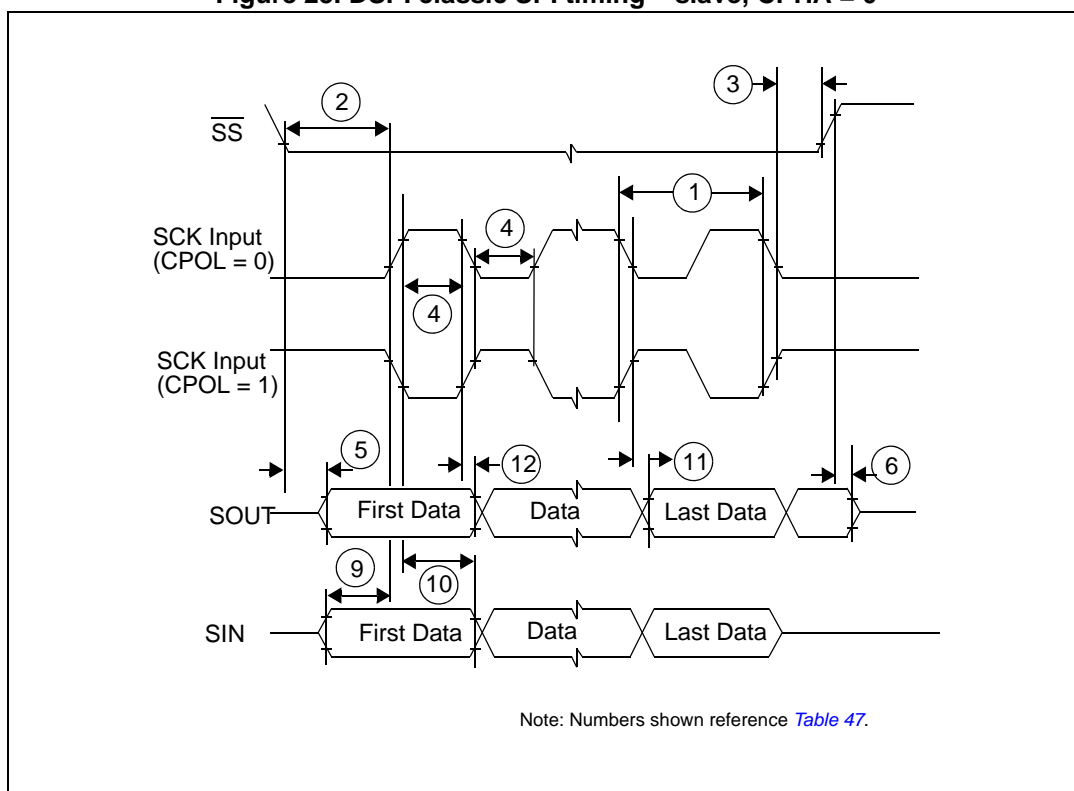 3
2
SS
1
SCK Input
(CPOL = 0)
4
4
SCK Input
(CPOL = 1)
5
12
11
6
SOUT
First Data
Data
Last Data
9
10
SIN
First Data
Data
Last Data
Note: Numbers shown reference Table 47.